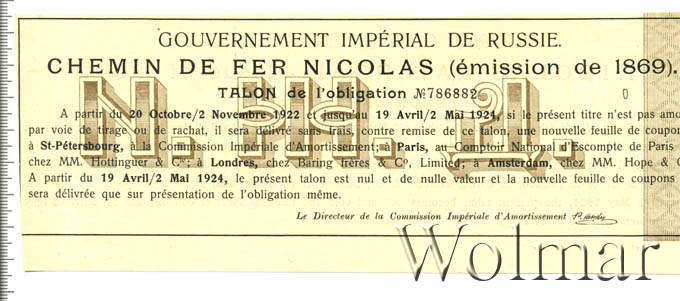 GOUVERNEMENT IMPÉRIAL DE RUSSIE.
CHEMIN DE FER NICOLAS (émission de 1869).
TALON de l'obligation №786882 0
A partir du 20 Octobre/2 Novembre 1922 et jusqu'au 19 Avril/2 Mai 1924, si le présent titre n'est pas amo
par voie de tirage ou de rachat, il sera délivré sans frais, contre remise de ce talon, une nouvelle feuille de coupon
à St-Pétersbourg, à la Commission Impériale d'Amortissement; à Paris, au Comptoir National d'Escompte de Paris
chez MM. Hottinguer & Cie; à Londres, chez Baring frères & Co, Limited; à Amsterdam, chez MM. Hope & C
A partir du 19 Avril/2 Mai 1924, le présent talon est nul et de nulle valeur et la nouvelle feuille de coupons
sera délivrée que sur présentation de l'obligation même.
Le Directeur de la Commission Impériale d'Amortissement
Wolmar